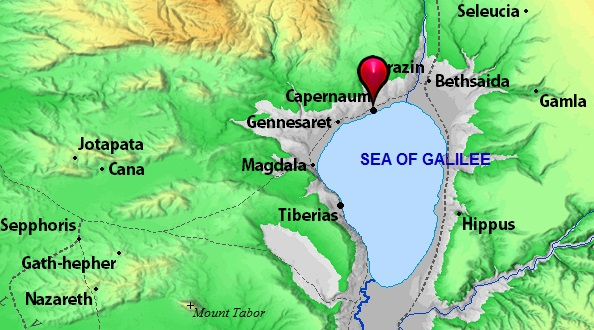 Seleucia
razin
Bethsaida
Capernaum
Gamla
Gennesaret
Jotapata
SEA OF GALILEE
Magdala
Cana
Tiberias
Sepphoris
Hippus
Gath-hepher
Nazareth
Mount Tabor